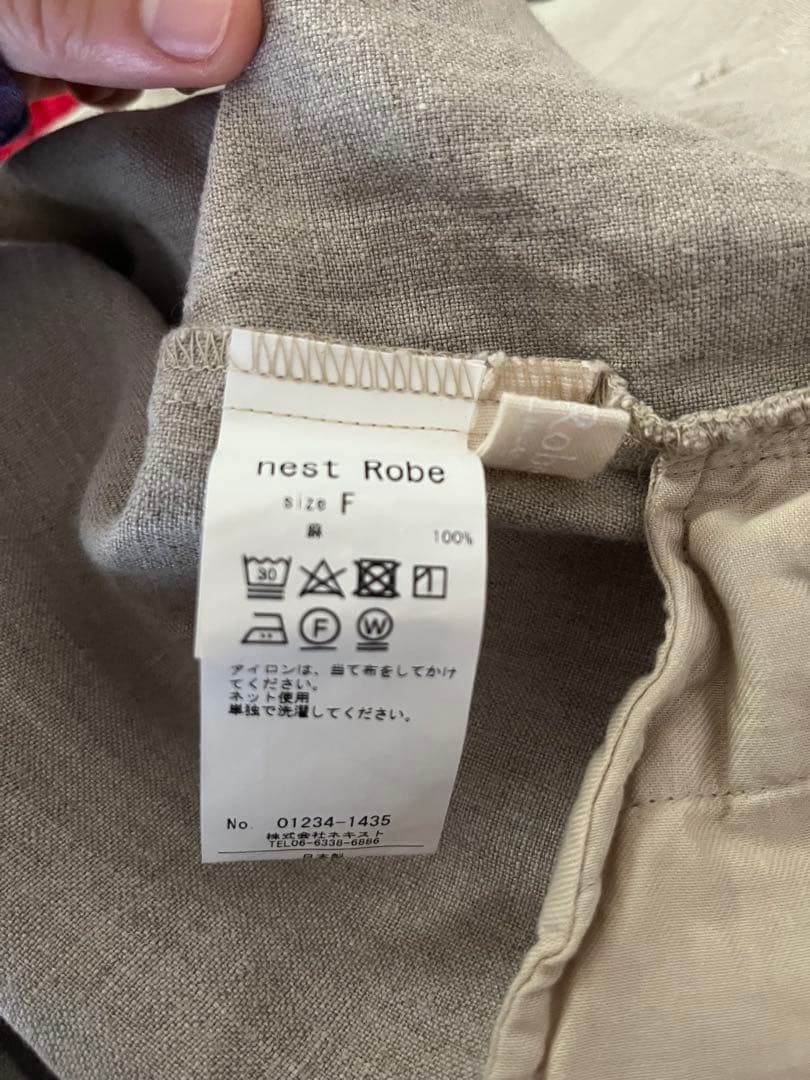 nest Robe
size F
麻 100%
30
F W
アイロンは、当て布をしてかけ
てください。
ネット使用
単独で洗濯してください。
No. 01234-1435
株式会社ネキスト
TEL06-6338-6886
日本製
Robe